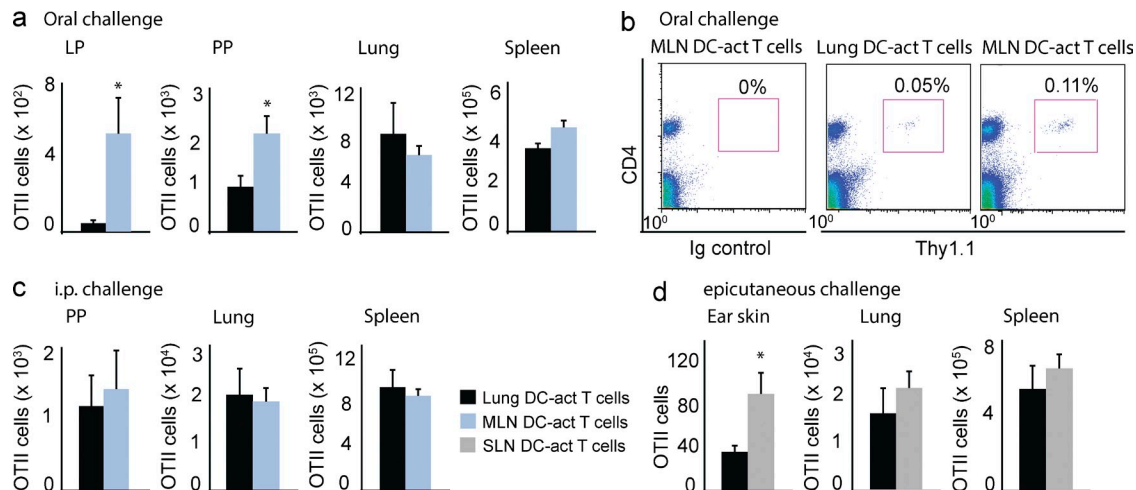 a Oral challenge
LP PP Lung Spleen
OTII cells (x 10²)
8
4
0
*
OTII cells (x 10³)
3
2
1
0
*
OTII cells (x 10³)
12
8
4
0
OTII cells (x 10⁵)
6
4
2
0
b Oral challenge
MLN DC-act T cells Lung DC-act T cells MLN DC-act T cells
0% 0.05% 0.11%
CD4
10⁰ 10⁰ 10⁰
Ig control Thy1.1
c i.p. challenge
PP Lung Spleen
OTII cells (x 10³)
2
1
0
OTII cells (x 10⁴)
3
2
1
0
OTII cells (x 10⁵)
12
8
4
0
Lung DC-act T cells
MLN DC-act T cells
SLN DC-act T cells
d epicutaneous challenge
Ear skin Lung Spleen
OTII cells
120
80
40
0
*
OTII cells (x 10⁴)
3
2
1
0
OTII cells (x 10⁵)
8
4
0